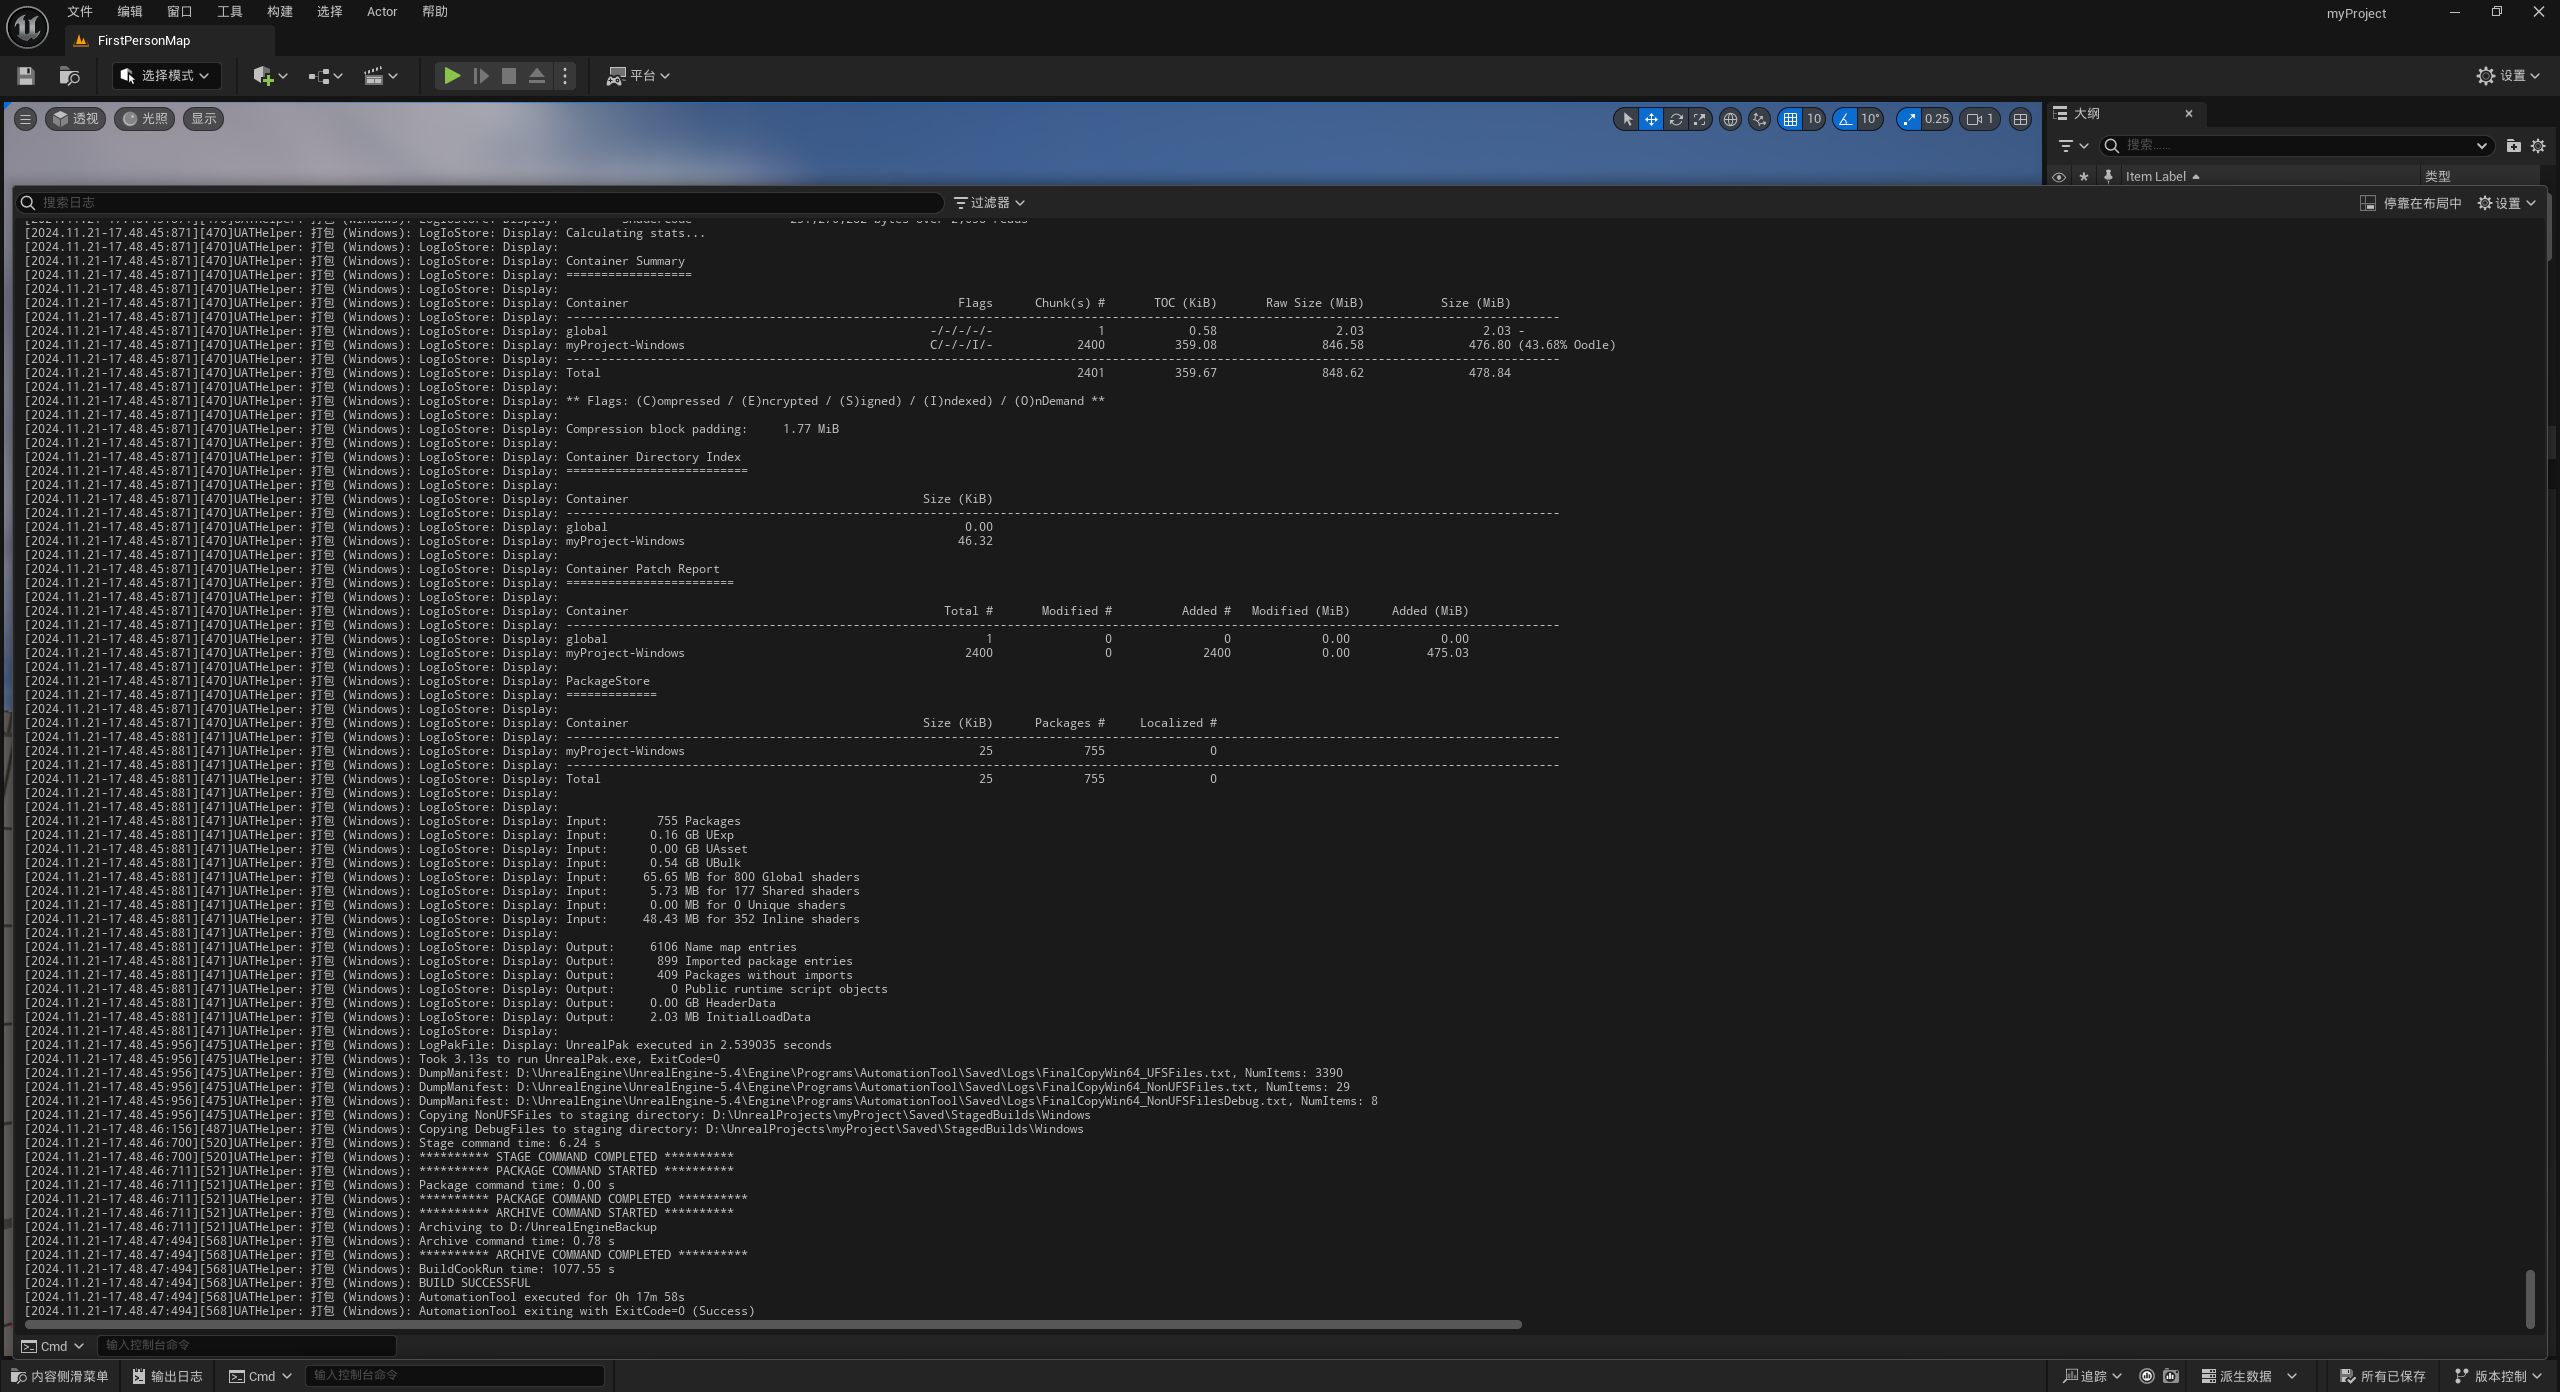 文件 编辑 窗口 工具 构建 选择 Actor 帮助 myProject
FirstPersonMap
选择模式 平台 设置
透视 光照 显示 10 10° 0.25 1 大纲
搜索......
Item Label 类型
搜索日志 过滤器 停靠在布局中 设置
[2024.11.21-17.48.45:871][470]UATHelper: 打包 (Windows): LogIoStore: Display: Calculating stats...
[2024.11.21-17.48.45:871][470]UATHelper: 打包 (Windows): LogIoStore: Display:
[2024.11.21-17.48.45:871][470]UATHelper: 打包 (Windows): LogIoStore: Display: Container Summary
[2024.11.21-17.48.45:871][470]UATHelper: 打包 (Windows): LogIoStore: Display: ==================
[2024.11.21-17.48.45:871][470]UATHelper: 打包 (Windows): LogIoStore: Display:
[2024.11.21-17.48.45:871][470]UATHelper: 打包 (Windows): LogIoStore: Display: Container Flags Chunk(s) # TOC (KiB) Raw Size (MiB) Size (MiB)
[2024.11.21-17.48.45:871][470]UATHelper: 打包 (Windows): LogIoStore: Display: ----------
[2024.11.21-17.48.45:871][470]UATHelper: 打包 (Windows): LogIoStore: Display: global -/-/-/-/- 1 0.58 2.03 2.03 -
[2024.11.21-17.48.45:871][470]UATHelper: 打包 (Windows): LogIoStore: Display: myProject-Windows C/-/-/I/- 2400 359.08 846.58 476.80 (43.68% Oodle)
[2024.11.21-17.48.45:871][470]UATHelper: 打包 (Windows): LogIoStore: Display: ----------
[2024.11.21-17.48.45:871][470]UATHelper: 打包 (Windows): LogIoStore: Display: Total 2401 359.67 848.62 478.84
[2024.11.21-17.48.45:871][470]UATHelper: 打包 (Windows): LogIoStore: Display:
[2024.11.21-17.48.45:871][470]UATHelper: 打包 (Windows): LogIoStore: Display: ** Flags: (C)ompressed / (E)ncrypted / (S)igned) / (I)ndexed) / (O)nDemand **
[2024.11.21-17.48.45:871][470]UATHelper: 打包 (Windows): LogIoStore: Display:
[2024.11.21-17.48.45:871][470]UATHelper: 打包 (Windows): LogIoStore: Display: Compression block padding: 1.77 MiB
[2024.11.21-17.48.45:871][470]UATHelper: 打包 (Windows): LogIoStore: Display:
[2024.11.21-17.48.45:871][470]UATHelper: 打包 (Windows): LogIoStore: Display: Container Directory Index
[2024.11.21-17.48.45:871][470]UATHelper: 打包 (Windows): LogIoStore: Display: ==========================
[2024.11.21-17.48.45:871][470]UATHelper: 打包 (Windows): LogIoStore: Display:
[2024.11.21-17.48.45:871][470]UATHelper: 打包 (Windows): LogIoStore: Display: Container Size (KiB)
[2024.11.21-17.48.45:871][470]UATHelper: 打包 (Windows): LogIoStore: Display: ----------
[2024.11.21-17.48.45:871][470]UATHelper: 打包 (Windows): LogIoStore: Display: global 0.00
[2024.11.21-17.48.45:871][470]UATHelper: 打包 (Windows): LogIoStore: Display: myProject-Windows 46.32
[2024.11.21-17.48.45:871][470]UATHelper: 打包 (Windows): LogIoStore: Display:
[2024.11.21-17.48.45:871][470]UATHelper: 打包 (Windows): LogIoStore: Display: Container Patch Report
[2024.11.21-17.48.45:871][470]UATHelper: 打包 (Windows): LogIoStore: Display: ========================
[2024.11.21-17.48.45:871][470]UATHelper: 打包 (Windows): LogIoStore: Display:
[2024.11.21-17.48.45:871][470]UATHelper: 打包 (Windows): LogIoStore: Display: Container Total # Modified # Added # Modified (MiB) Added (MiB)
[2024.11.21-17.48.45:871][470]UATHelper: 打包 (Windows): LogIoStore: Display: ----------
[2024.11.21-17.48.45:871][470]UATHelper: 打包 (Windows): LogIoStore: Display: global 1 0 0 0.00 0.00
[2024.11.21-17.48.45:871][470]UATHelper: 打包 (Windows): LogIoStore: Display: myProject-Windows 2400 0 2400 0.00 475.03
[2024.11.21-17.48.45:871][470]UATHelper: 打包 (Windows): LogIoStore: Display:
[2024.11.21-17.48.45:871][470]UATHelper: 打包 (Windows): LogIoStore: Display: PackageStore
[2024.11.21-17.48.45:871][470]UATHelper: 打包 (Windows): LogIoStore: Display: =============
[2024.11.21-17.48.45:871][470]UATHelper: 打包 (Windows): LogIoStore: Display:
[2024.11.21-17.48.45:871][470]UATHelper: 打包 (Windows): LogIoStore: Display: Container Size (KiB) Packages # Localized #
[2024.11.21-17.48.45:881][471]UATHelper: 打包 (Windows): LogIoStore: Display: ----------
[2024.11.21-17.48.45:881][471]UATHelper: 打包 (Windows): LogIoStore: Display: myProject-Windows 25 755 0
[2024.11.21-17.48.45:881][471]UATHelper: 打包 (Windows): LogIoStore: Display: ----------
[2024.11.21-17.48.45:881][471]UATHelper: 打包 (Windows): LogIoStore: Display: Total 25 755 0
[2024.11.21-17.48.45:881][471]UATHelper: 打包 (Windows): LogIoStore: Display:
[2024.11.21-17.48.45:881][471]UATHelper: 打包 (Windows): LogIoStore: Display:
[2024.11.21-17.48.45:881][471]UATHelper: 打包 (Windows): LogIoStore: Display: Input: 755 Packages
[2024.11.21-17.48.45:881][471]UATHelper: 打包 (Windows): LogIoStore: Display: Input: 0.16 GB UExp
[2024.11.21-17.48.45:881][471]UATHelper: 打包 (Windows): LogIoStore: Display: Input: 0.00 GB UAsset
[2024.11.21-17.48.45:881][471]UATHelper: 打包 (Windows): LogIoStore: Display: Input: 0.54 GB UBulk
[2024.11.21-17.48.45:881][471]UATHelper: 打包 (Windows): LogIoStore: Display: Input: 65.65 MB for 800 Global shaders
[2024.11.21-17.48.45:881][471]UATHelper: 打包 (Windows): LogIoStore: Display: Input: 5.73 MB for 177 Shared shaders
[2024.11.21-17.48.45:881][471]UATHelper: 打包 (Windows): LogIoStore: Display: Input: 0.00 MB for 0 Unique shaders
[2024.11.21-17.48.45:881][471]UATHelper: 打包 (Windows): LogIoStore: Display: Input: 48.43 MB for 352 Inline shaders
[2024.11.21-17.48.45:881][471]UATHelper: 打包 (Windows): LogIoStore: Display:
[2024.11.21-17.48.45:881][471]UATHelper: 打包 (Windows): LogIoStore: Display: Output: 6106 Name map entries
[2024.11.21-17.48.45:881][471]UATHelper: 打包 (Windows): LogIoStore: Display: Output: 899 Imported package entries
[2024.11.21-17.48.45:881][471]UATHelper: 打包 (Windows): LogIoStore: Display: Output: 409 Packages without imports
[2024.11.21-17.48.45:881][471]UATHelper: 打包 (Windows): LogIoStore: Display: Output: 0 Public runtime script objects
[2024.11.21-17.48.45:881][471]UATHelper: 打包 (Windows): LogIoStore: Display: Output: 0.00 GB HeaderData
[2024.11.21-17.48.45:881][471]UATHelper: 打包 (Windows): LogIoStore: Display: Output: 2.03 MB InitialLoadData
[2024.11.21-17.48.45:881][471]UATHelper: 打包 (Windows): LogIoStore: Display:
[2024.11.21-17.48.45:956][475]UATHelper: 打包 (Windows): LogPakFile: Display: UnrealPak executed in 2.539035 seconds
[2024.11.21-17.48.45:956][475]UATHelper: 打包 (Windows): Took 3.13s to run UnrealPak.exe, ExitCode=0
[2024.11.21-17.48.45:956][475]UATHelper: 打包 (Windows): DumpManifest: D:\UnrealEngine\UnrealEngine-5.4\Engine\Programs\AutomationTool\Saved\Logs\FinalCopyWin64_UFSFiles.txt, NumItems: 3390
[2024.11.21-17.48.45:956][475]UATHelper: 打包 (Windows): DumpManifest: D:\UnrealEngine\UnrealEngine-5.4\Engine\Programs\AutomationTool\Saved\Logs\FinalCopyWin64_NonUFSFiles.txt, NumItems: 29
[2024.11.21-17.48.45:956][475]UATHelper: 打包 (Windows): DumpManifest: D:\UnrealEngine\UnrealEngine-5.4\Engine\Programs\AutomationTool\Saved\Logs\FinalCopyWin64_NonUFSFilesDebug.txt, NumItems: 8
[2024.11.21-17.48.45:956][475]UATHelper: 打包 (Windows): Copying NonUFSFiles to staging directory: D:\UnrealProjects\myProject\Saved\StagedBuilds\Windows
[2024.11.21-17.48.46:156][487]UATHelper: 打包 (Windows): Copying DebugFiles to staging directory: D:\UnrealProjects\myProject\Saved\StagedBuilds\Windows
[2024.11.21-17.48.46:700][520]UATHelper: 打包 (Windows): Stage command time: 6.24 s
[2024.11.21-17.48.46:700][520]UATHelper: 打包 (Windows): ********** STAGE COMMAND COMPLETED **********
[2024.11.21-17.48.46:711][521]UATHelper: 打包 (Windows): ********** PACKAGE COMMAND STARTED **********
[2024.11.21-17.48.46:711][521]UATHelper: 打包 (Windows): Package command time: 0.00 s
[2024.11.21-17.48.46:711][521]UATHelper: 打包 (Windows): ********** PACKAGE COMMAND COMPLETED **********
[2024.11.21-17.48.46:711][521]UATHelper: 打包 (Windows): ********** ARCHIVE COMMAND STARTED **********
[2024.11.21-17.48.46:711][521]UATHelper: 打包 (Windows): Archiving to D:/UnrealEngineBackup
[2024.11.21-17.48.47:494][568]UATHelper: 打包 (Windows): Archive command time: 0.78 s
[2024.11.21-17.48.47:494][568]UATHelper: 打包 (Windows): ********** ARCHIVE COMMAND COMPLETED **********
[2024.11.21-17.48.47:494][568]UATHelper: 打包 (Windows): BuildCookRun time: 1077.55 s
[2024.11.21-17.48.47:494][568]UATHelper: 打包 (Windows): BUILD SUCCESSFUL
[2024.11.21-17.48.47:494][568]UATHelper: 打包 (Windows): AutomationTool executed for 0h 17m 58s
[2024.11.21-17.48.47:494][568]UATHelper: 打包 (Windows): AutomationTool exiting with ExitCode=0 (Success)
Cmd 输入控制台命令
内容侧滑菜单 输出日志 Cmd 输入控制台命令 追踪 派生数据 所有已保存 版本控制